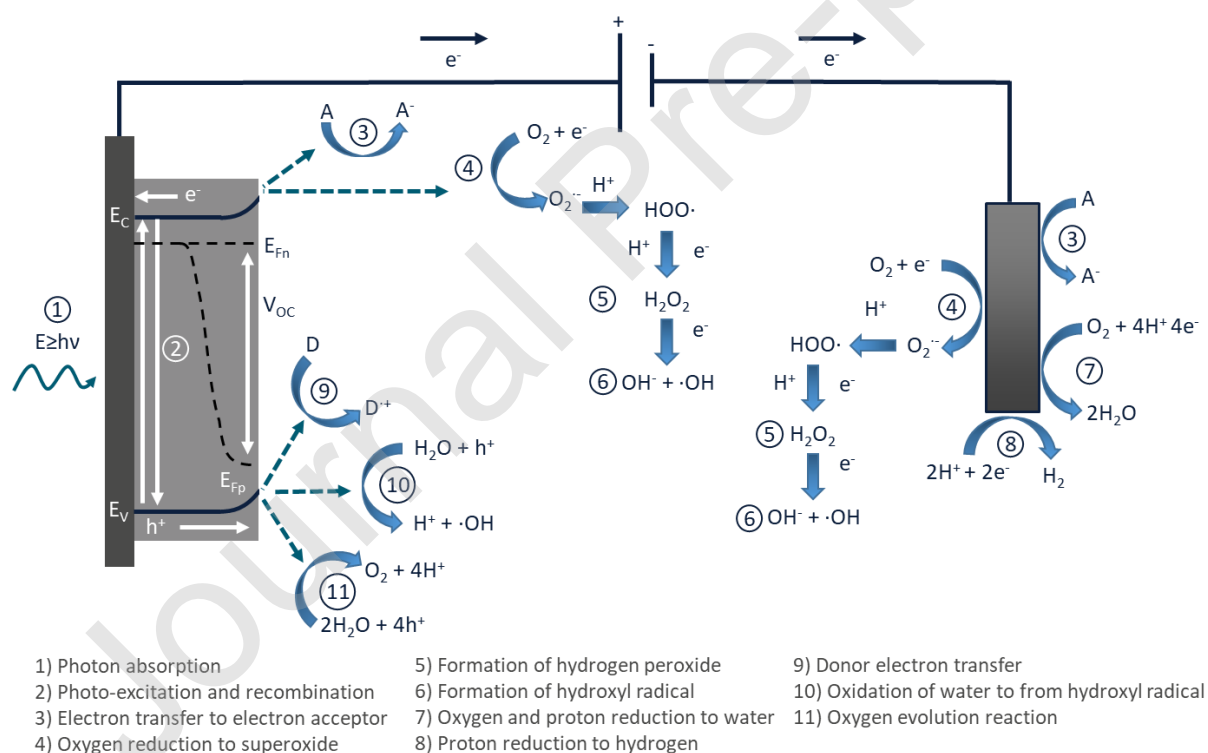 +
-
e⁻
e⁻
A
A⁻
3
O₂ + e⁻
4
H⁺
O₂˙⁻
HOO·
H⁺
e⁻
5
H₂O₂
e⁻
6
OH⁻ + ·OH
e⁻
E_C
E_Fn
V_OC
1
E≥hν
2
D
9
D˙⁺
E_Fp
H₂O + h⁺
10
H⁺ + ·OH
E_V
h⁺
O₂ + 4H⁺
11
2H₂O + 4h⁺
A
3
A⁻
O₂ + e⁻
4
H⁺
HOO·
O₂˙⁻
O₂ + 4H⁺ 4e⁻
7
2H₂O
H⁺
e⁻
5
H₂O₂
8
2H⁺ + 2e⁻
H₂
e⁻
6
OH⁻ + ·OH
Journal Pre-p
1) Photon absorption
2) Photo-excitation and recombination
3) Electron transfer to electron acceptor
4) Oxygen reduction to superoxide
5) Formation of hydrogen peroxide
6) Formation of hydroxyl radical
7) Oxygen and proton reduction to water
8) Proton reduction to hydrogen
9) Donor electron transfer
10) Oxidation of water to from hydroxyl radical
11) Oxygen evolution reaction